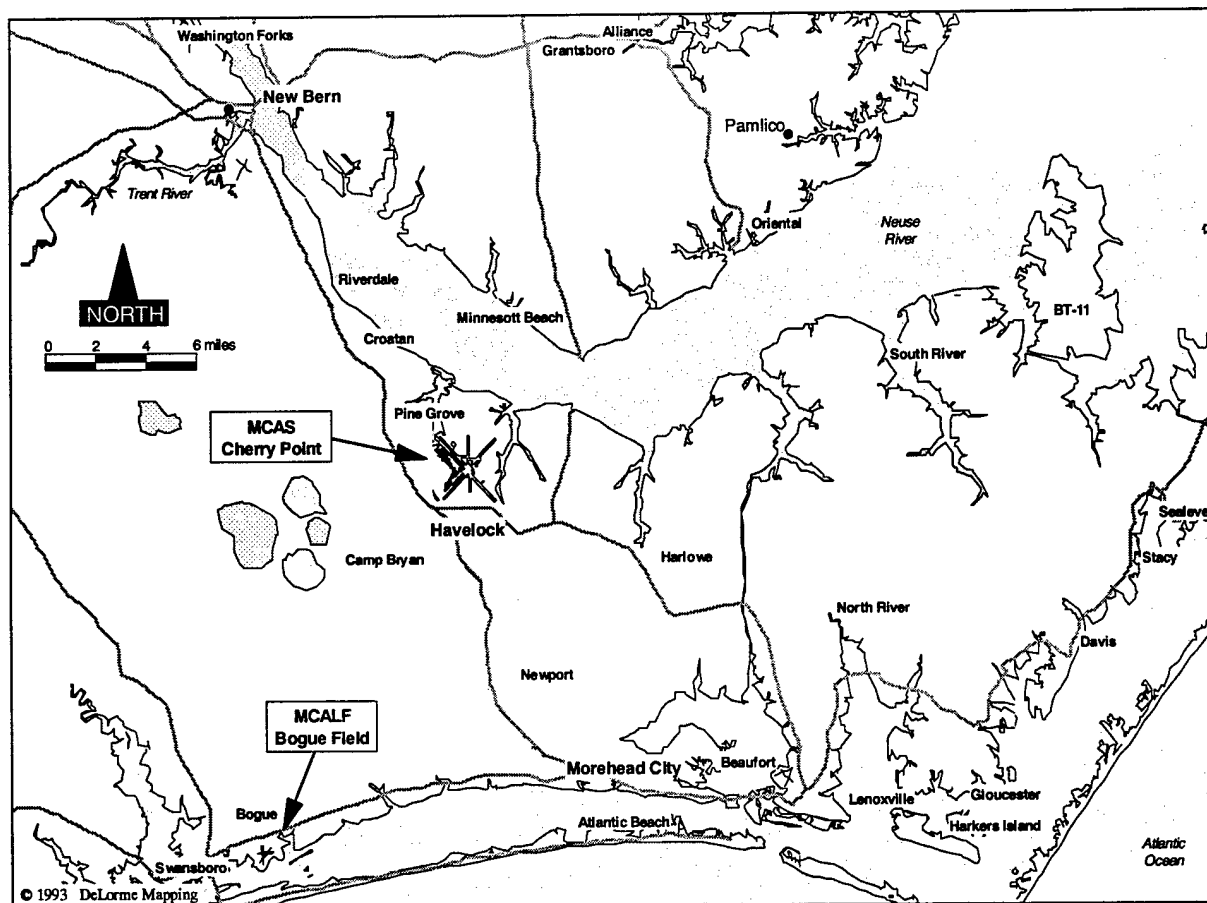 Washington Forks
Alliance
Grantsboro
New Bern
Pamlico
Trent River
Oriental
Neuse
River
Riverdale
NORTH
Minnesott Beach
BT-11
0 2 4 6 miles
Croatan
South River
Pine Grove
MCAS
Cherry Point
Sealevel
Havelock
Camp Bryan
Harlowe
Stacy
North River
Davis
Newport
MCALF
Bogue Field
Morehead City
Beaufort
Lenoxville
Gloucester
Bogue
Atlantic Beach
Harkers Island
Atlantic
Ocean
Swansboro
© 1993 DeLorme Mapping